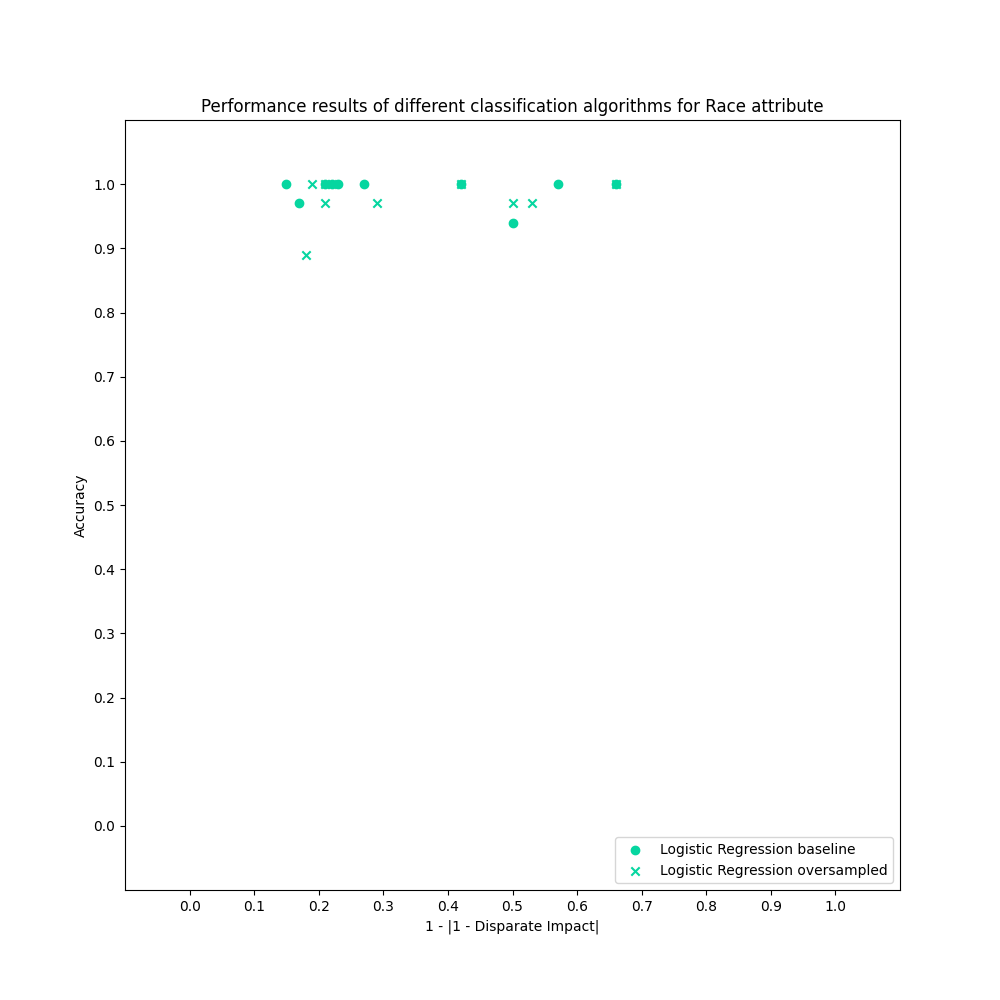 Performance results of different classification algorithms for Race attribute
1.0
0.9
0.8
0.7
0.6
0.5
0.4
0.3
0.2
0.1
0.0
Accuracy
Logistic Regression baseline
Logistic Regression oversampled
0.0 0.1 0.2 0.3 0.4 0.5 0.6 0.7 0.8 0.9 1.0
1 - |1 - Disparate Impact|